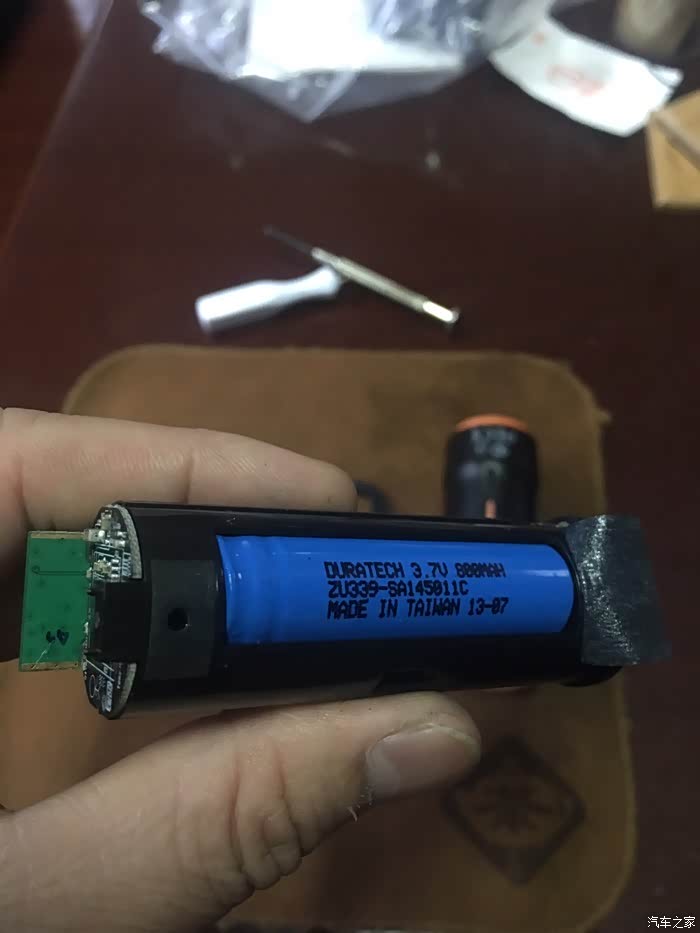 DURATECH 3.7V 800MAH
ZU339-SA145011C
MADE IN TAIWAN 13-07
汽车之家